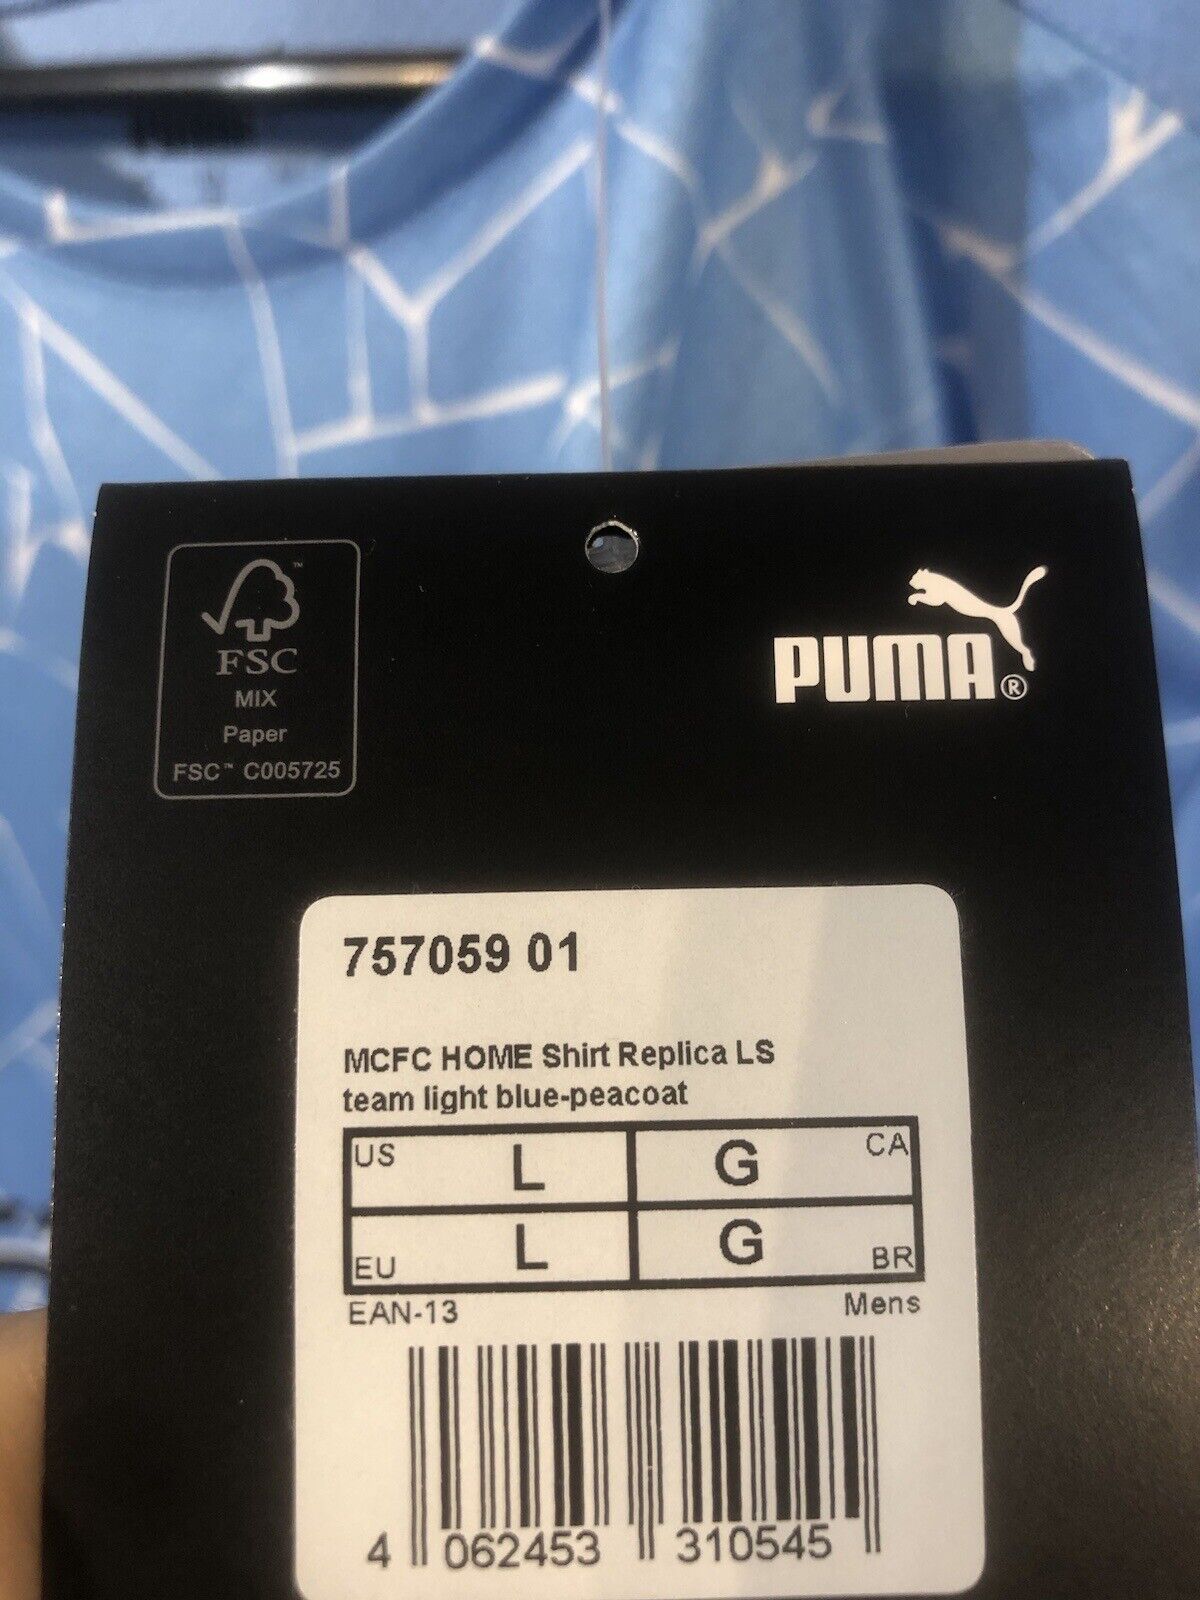 FSC
MIX
Paper
FSC™ C005725
PUMA®
757059 01
MCFC HOME Shirt Replica LS
team light blue-peacoat
US L G CA
EU L G BR
EAN-13 Mens
4 062453 310545